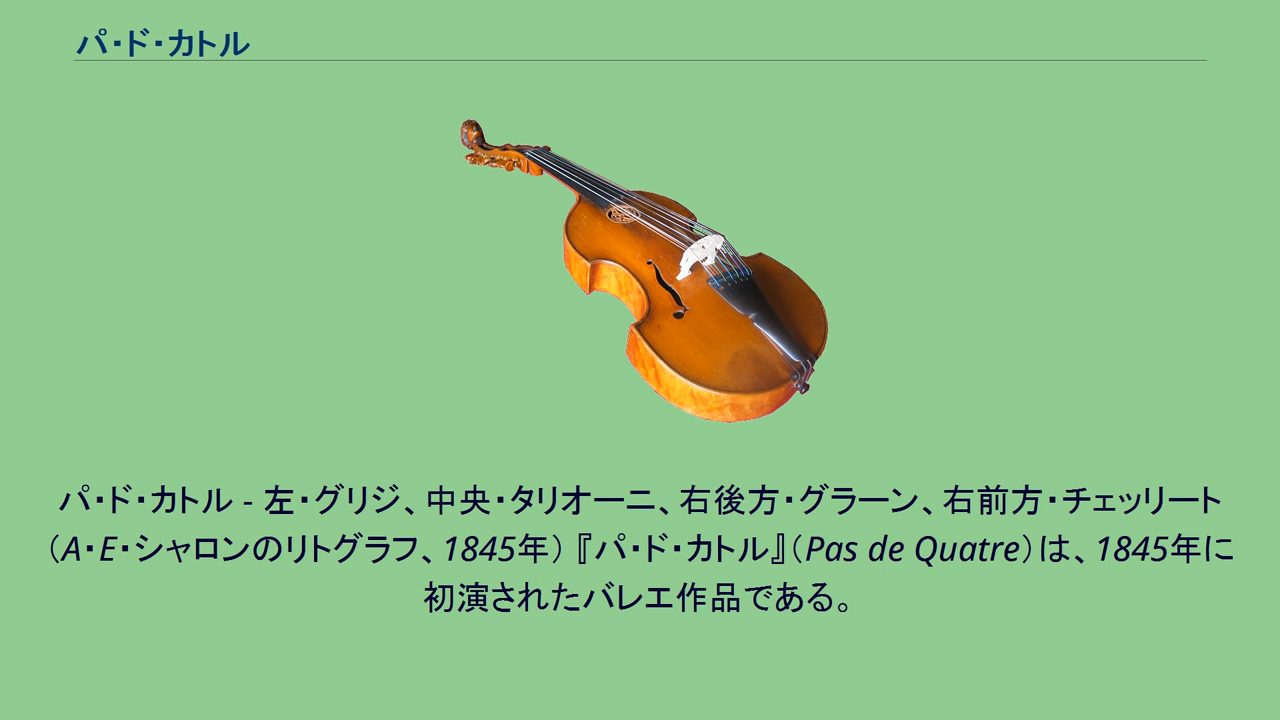 パ・ド・カトル
パ・ド・カトル - 左・グリジ、中央・タリオーニ、右後方・グラーン、右前方・チェッリート
（A・E・シャロンのリトグラフ、1845年）『パ・ド・カトル』（Pas de Quatre）は、1845年に
初演されたバレエ作品である。